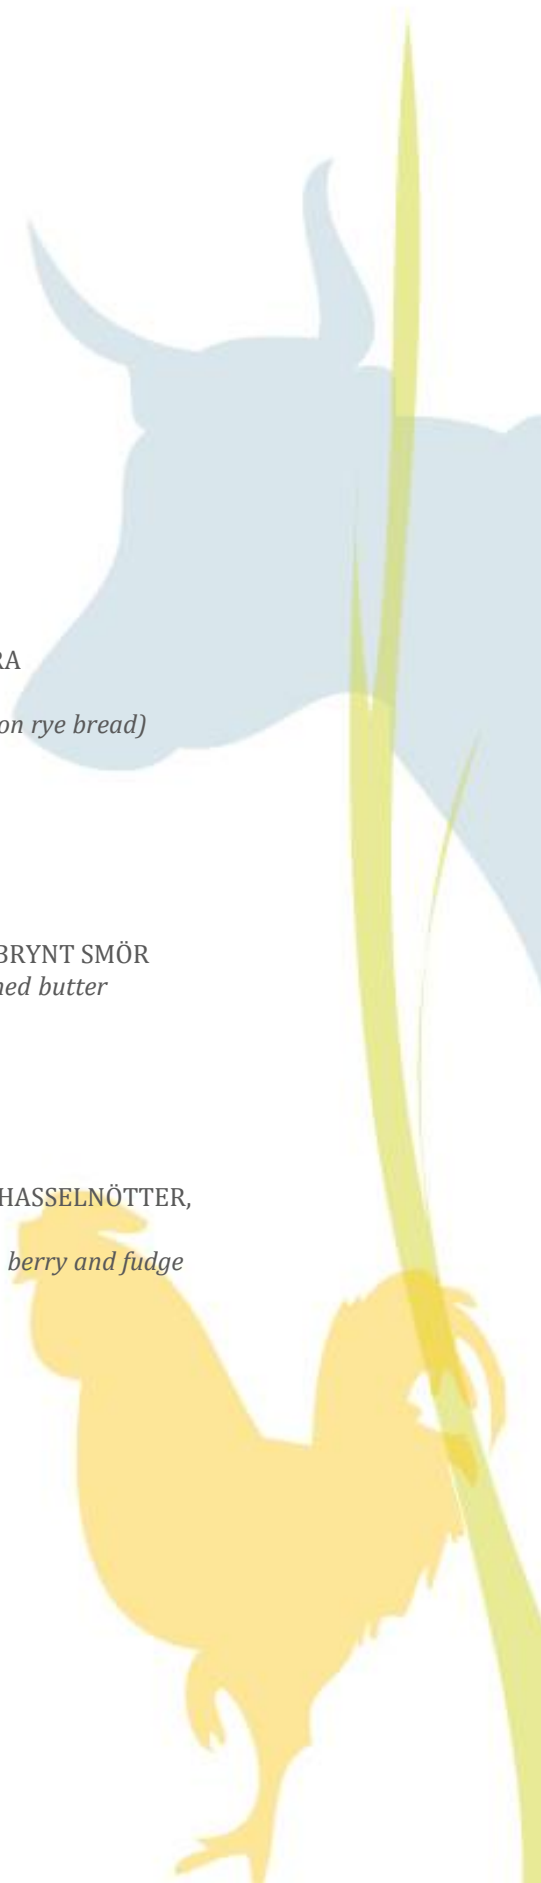 RA
on rye bread)
BRYNT SMÖR
ned butter
HASSELNÖTTER,
berry and fudge